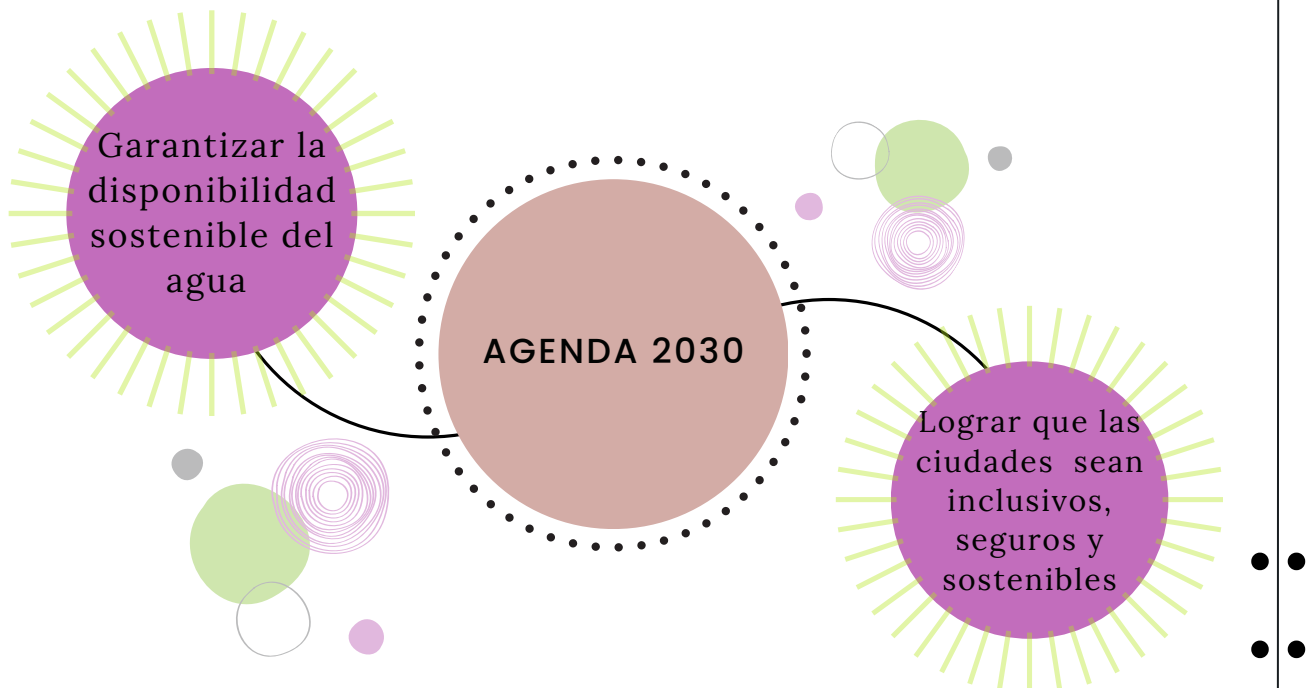 Garantizar la
disponibilidad
sostenible del
agua
AGENDA 2030
Lograr que las
ciudades sean
inclusivos,
seguros y
sostenibles